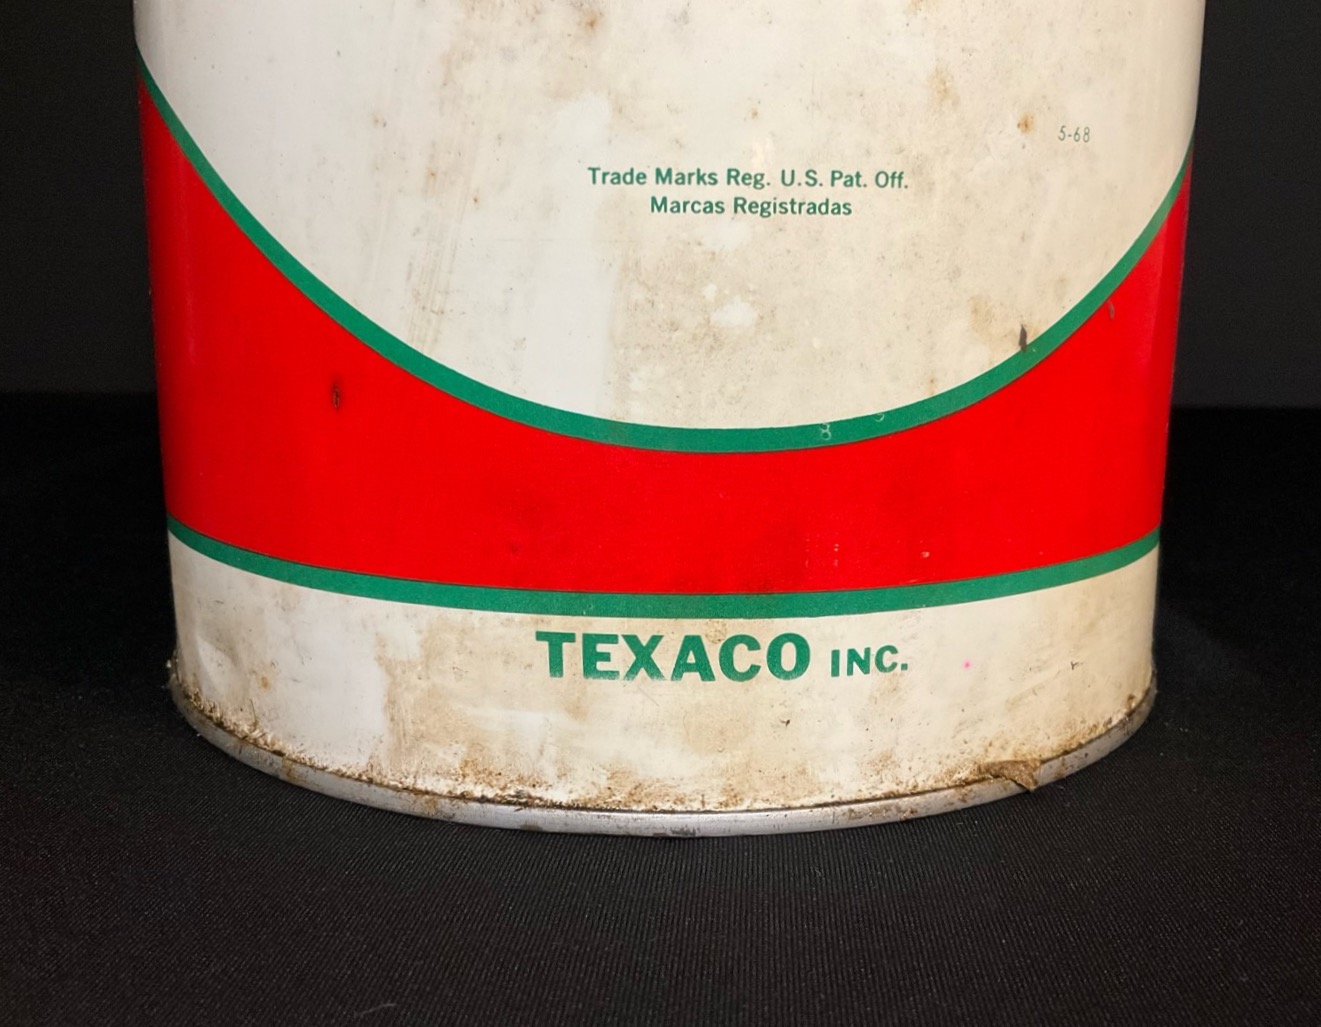 5-68
Trade Marks Reg. U.S. Pat. Off.
Marcas Registradas
TEXACO INC.